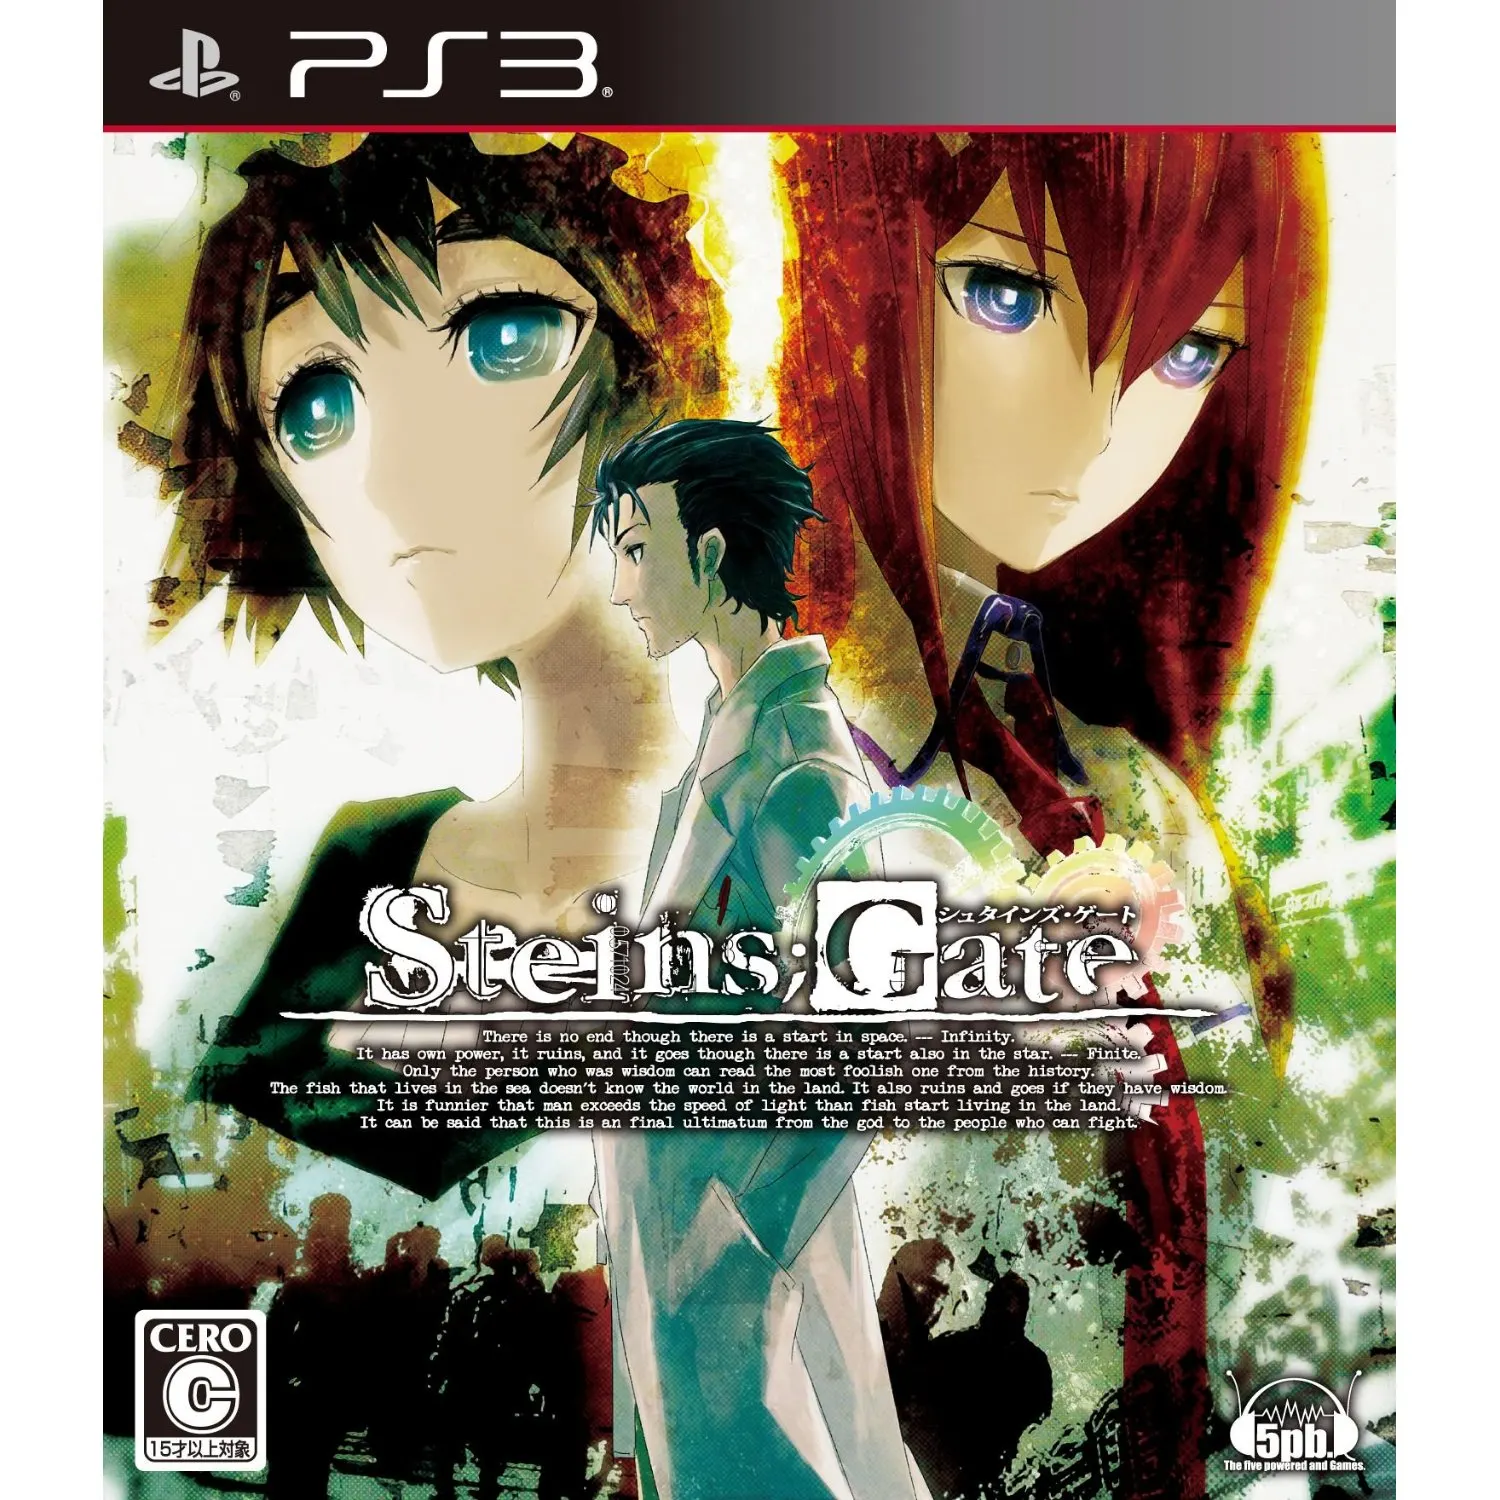 PS3®
Steins;Gate
シュタインズ・ゲート
There is no end though there is a start in space. --- Infinity.
It has own power, it ruins, and it goes though there is a start also in the star. --- Finite.
Only the person who was wisdom can read the most foolish one from the history.
The fish that lives in the sea doesn't know the world in the land. It also ruins and goes if they have wisdom.
It is funnier that man exceeds the speed of light than fish start living in the land.
It can be said that this is an final ultimatum from the god to the people who can fight.
CERO
C
15才以上対象
5pb.
The five powered and Games.